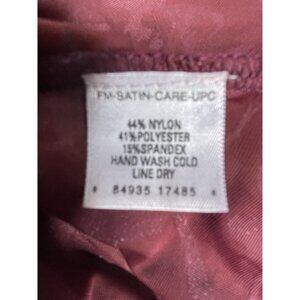 FM-SATIN-CARE-UPC
44% NYLON
41% POLYESTER
15% SPANDEX
HAND WASH COLD
LINE DRY
* 84935 17485 *